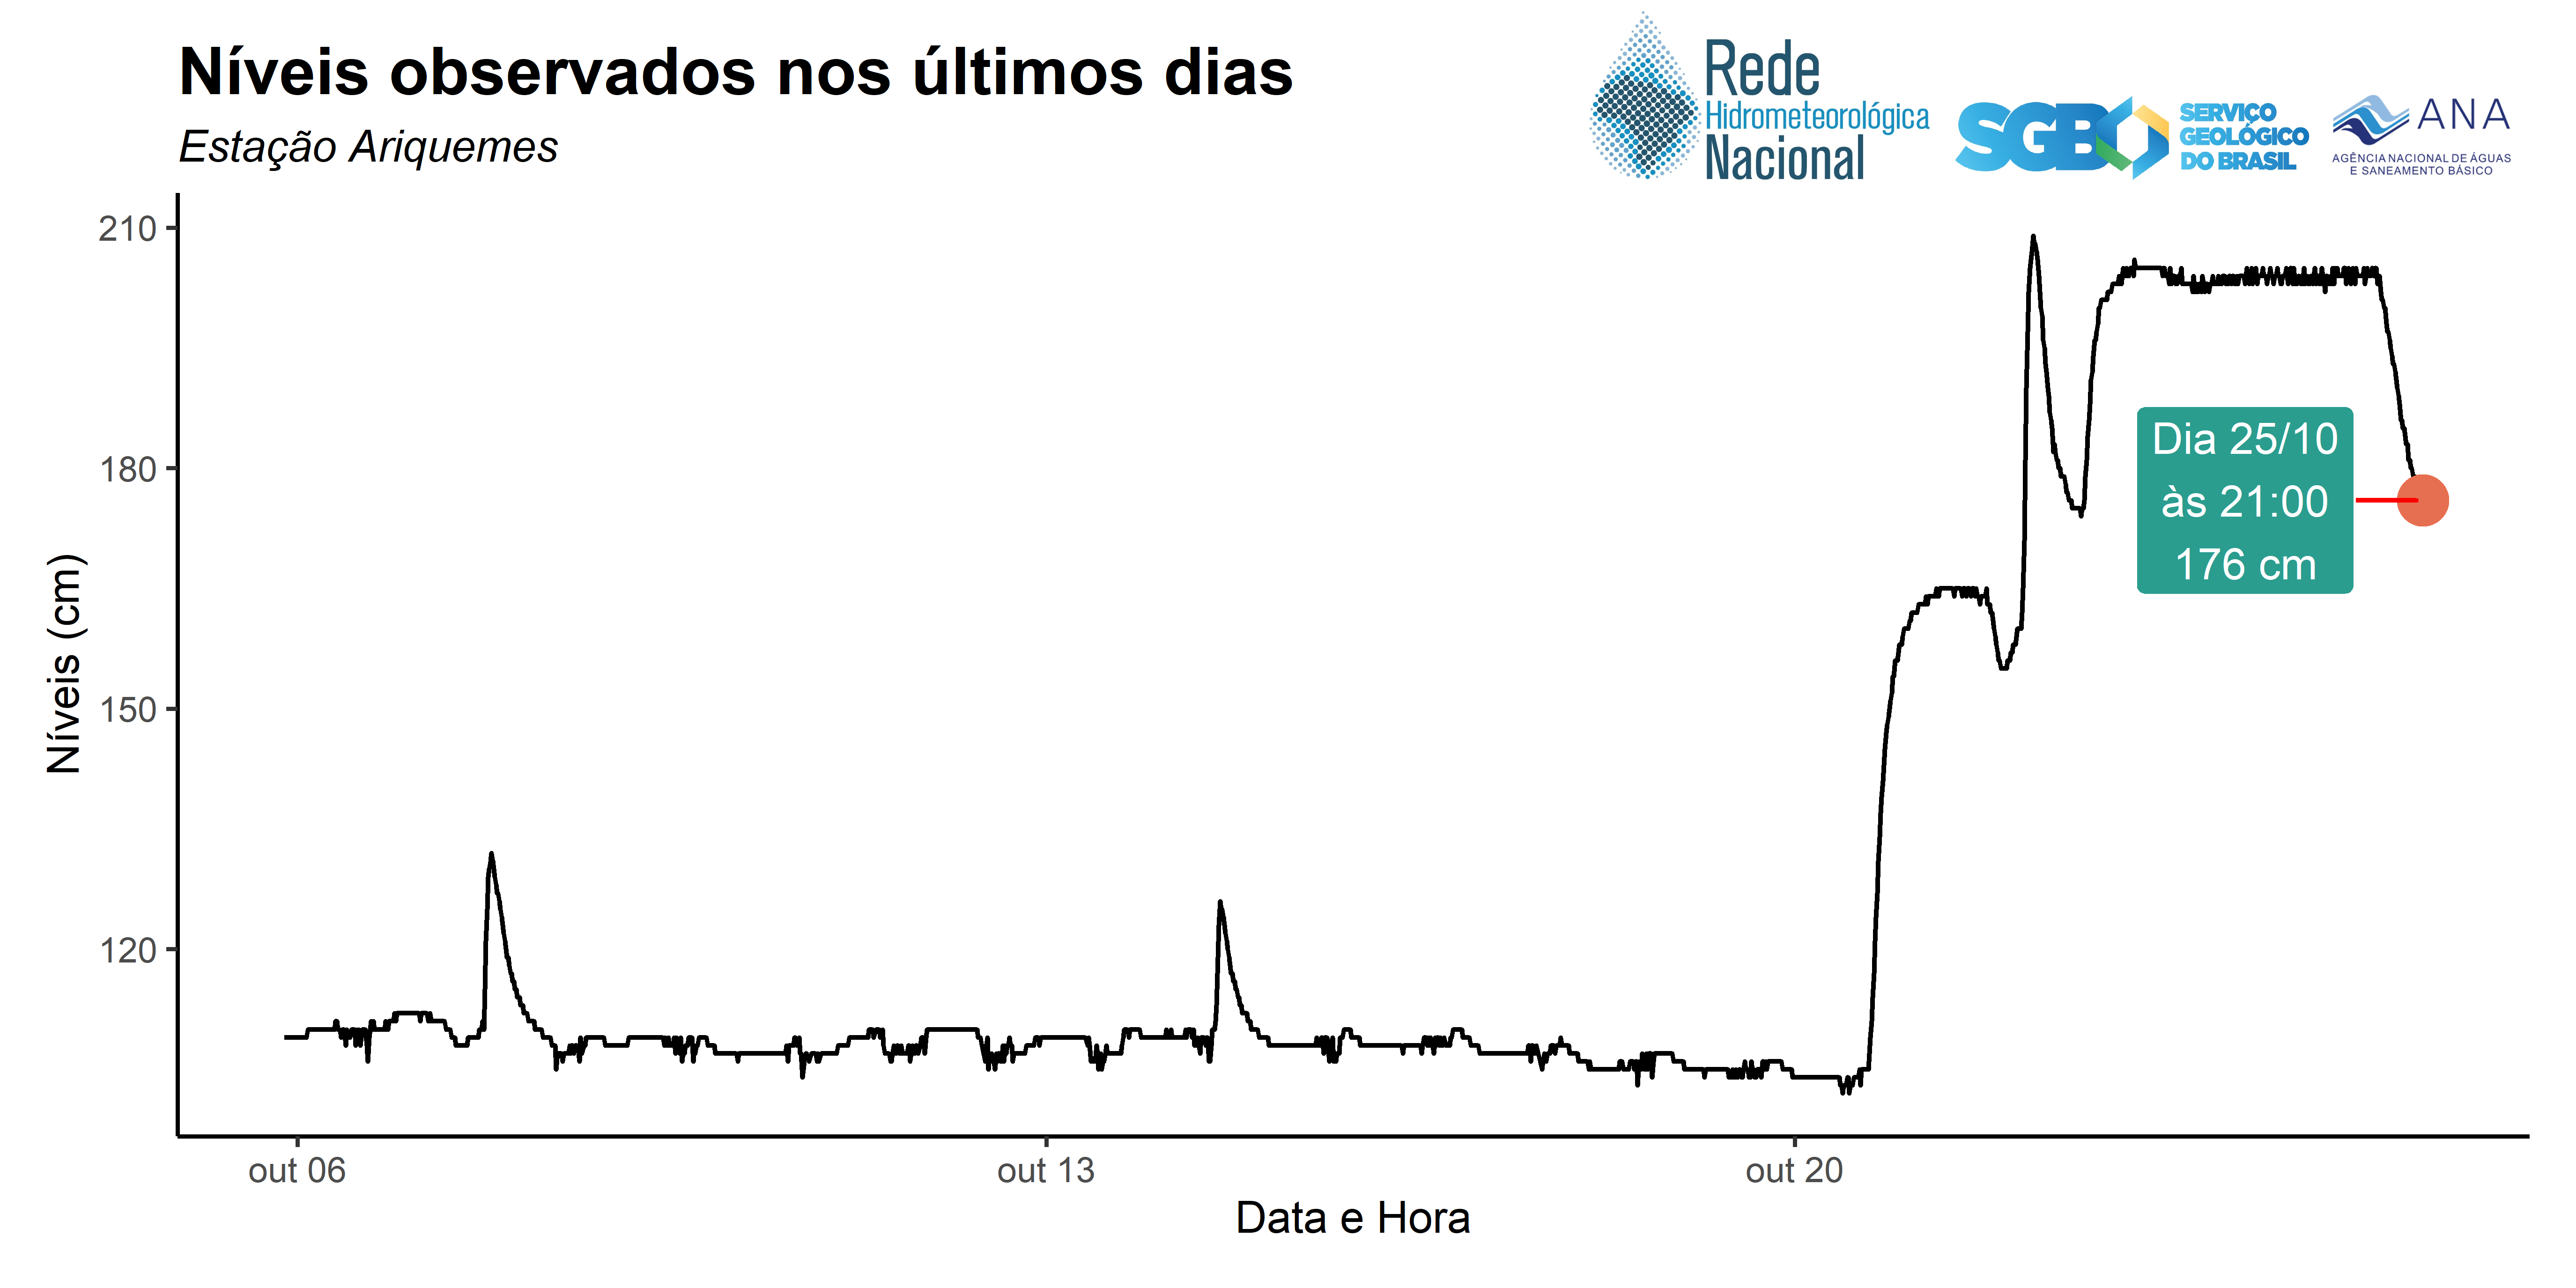 Níveis observados nos últimos dias
Estação Ariquemes
Rede
Hidrometeorológica
Nacional
SGB
SERVIÇO
GEOLÓGICO
DO BRASIL
ANA
AGÊNCIA NACIONAL DE ÁGUAS
E SANEAMENTO BÁSICO
210
180
150
120
Níveis (cm)
Dia 25/10
às 21:00
176 cm
out 06
out 13
out 20
Data e Hora